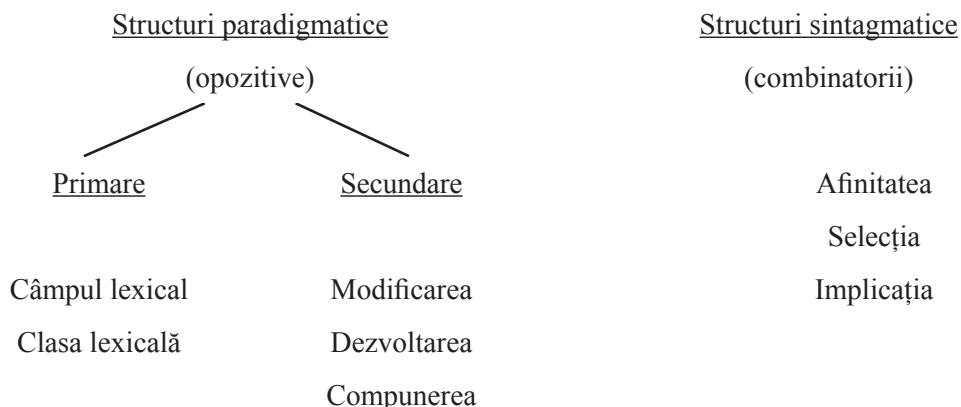 Structuri paradigmatice
(opozitive)
Primare
Secundare
Câmpul lexical
Clasa lexicală
Modificarea
Dezvoltarea
Compunerea
Structuri sintagmatice
(combinatorii)
Afinitatea
Selecția
Implicația